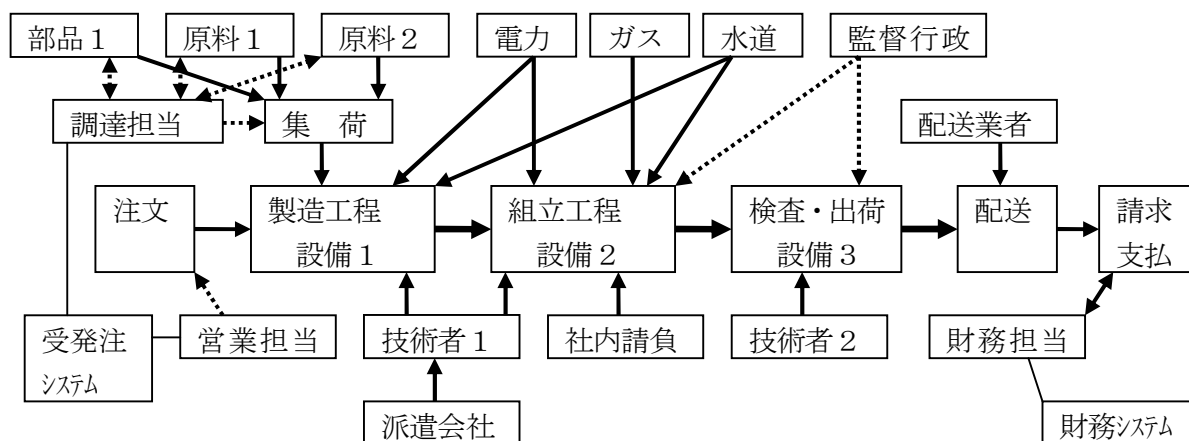 部品１
原料１
原料２
電力
ガス
水道
監督行政
調達担当
集　荷
配送業者
注文
製造工程
設備１
組立工程
設備２
検査・出荷
設備３
配送
請求
支払
受発注
ｼｽﾃﾑ
営業担当
技術者１
社内請負
技術者２
財務担当
派遣会社
財務ｼｽﾃﾑ